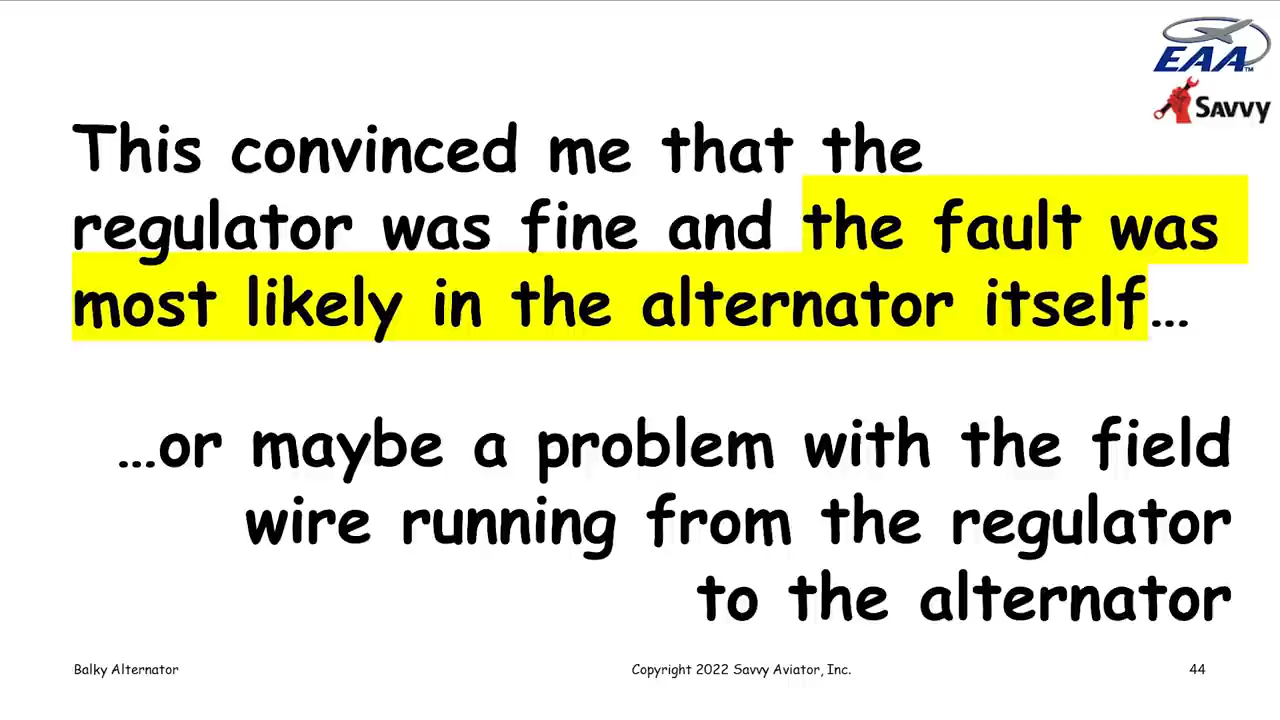 EAA™
SAVVY
This convinced me that the
regulator was fine and the fault was
most likely in the alternator itself...
...or maybe a problem with the field
wire running from the regulator
to the alternator
Balky Alternator
Copyright 2022 Savvy Aviator, Inc.
44